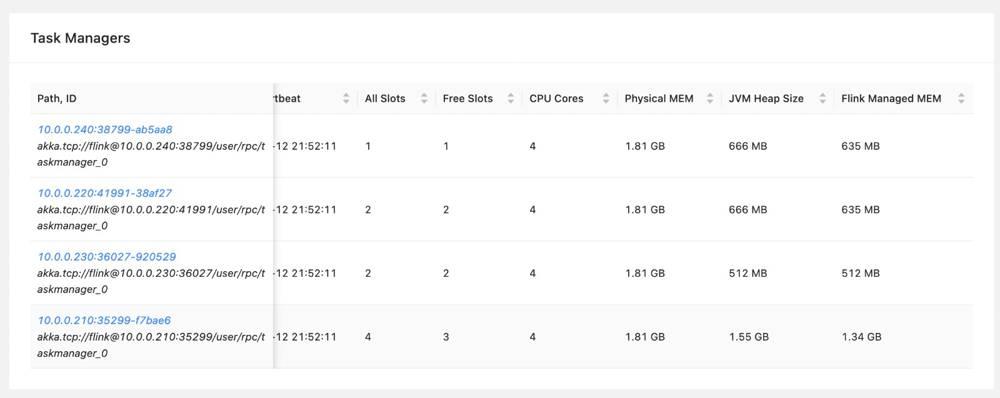 Task Managers
Path, ID rtbeat All Slots Free Slots CPU Cores Physical MEM JVM Heap Size Flink Managed MEM
10.0.0.240:38799-ab5aa8
akka.tcp://flink@10.0.0.240:38799/user/rpc/t -12 21:52:11 1 1 4 1.81 GB 666 MB 635 MB
askmanager_0
10.0.0.220:41991-38af27
akka.tcp://flink@10.0.0.220:41991/user/rpc/t -12 21:52:11 2 2 4 1.81 GB 666 MB 635 MB
askmanager_0
10.0.0.230:36027-920529
akka.tcp://flink@10.0.0.230:36027/user/rpc/t -12 21:52:11 2 2 4 1.81 GB 512 MB 512 MB
askmanager_0
10.0.0.210:35299-f7bae6
akka.tcp://flink@10.0.0.210:35299/user/rpc/t -12 21:52:11 4 3 4 1.81 GB 1.55 GB 1.34 GB
askmanager_0